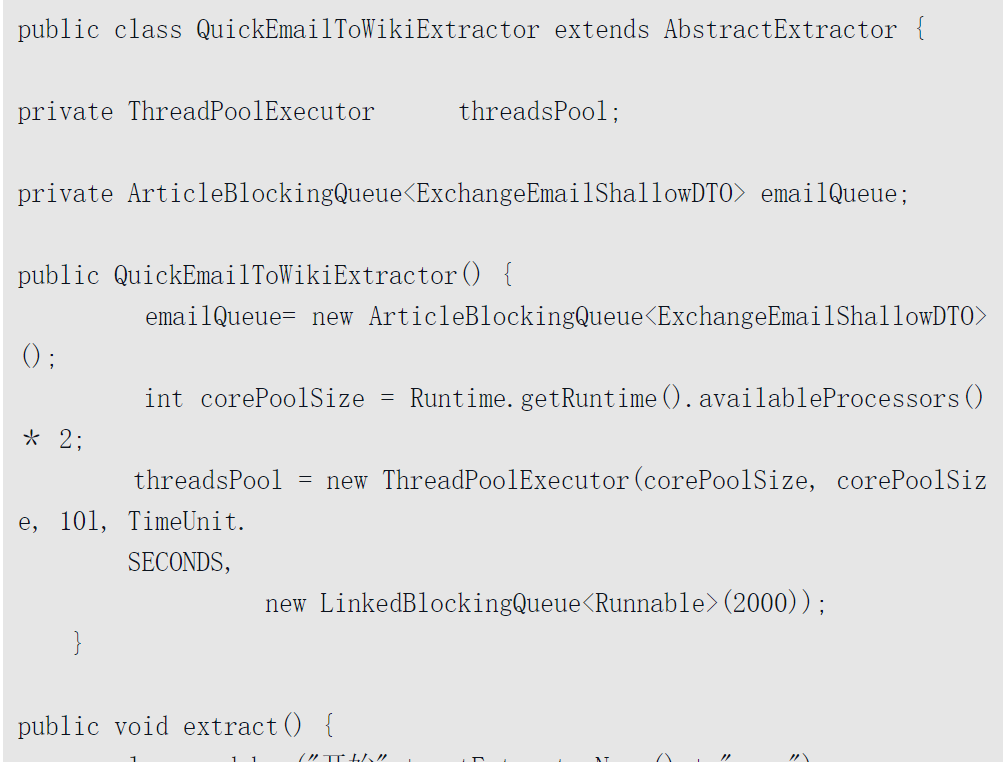 public class QuickEmailToWikiExtractor extends AbstractExtractor {
private ThreadPoolExecutor      threadsPool;
private ArticleBlockingQueue<ExchangeEmailShallowDTO> emailQueue;
public QuickEmailToWikiExtractor() {
emailQueue= new ArticleBlockingQueue<ExchangeEmailShallowDTO>
();
int corePoolSize = Runtime.getRuntime().availableProcessors()
* 2;
threadsPool = new ThreadPoolExecutor(corePoolSize, corePoolSiz
e, 10l, TimeUnit.
SECONDS,
new LinkedBlockingQueue<Runnable>(2000));
}
public void extract() {